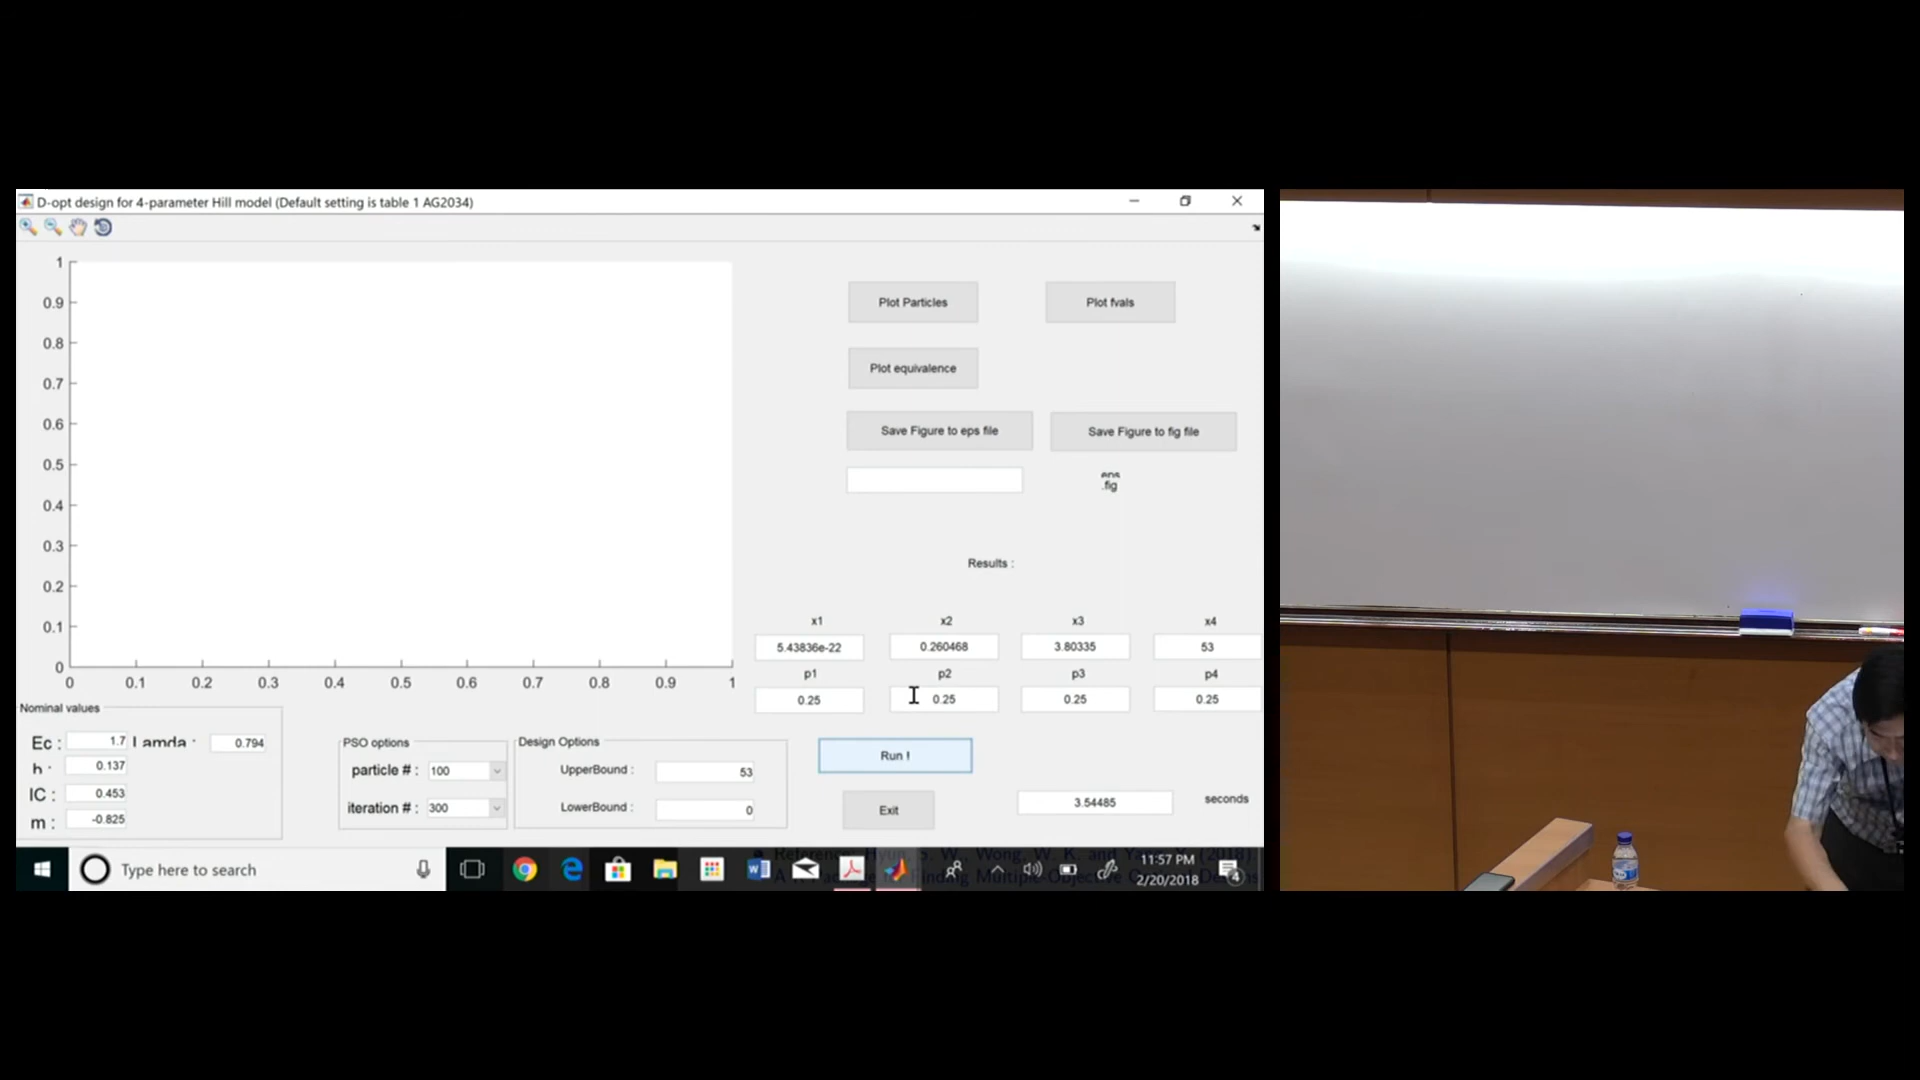 D-opt design for 4-parameter Hill model (Default setting is table 1 AG2034)
1
0.9
0.8
0.7
0.6
0.5
0.4
0.3
0.2
0.1
0
0 0.1 0.2 0.3 0.4 0.5 0.6 0.7 0.8 0.9 1
Plot Particles
Plot fvals
Plot equivalence
Save Figure to eps file
Save Figure to fig file
.fig
Results :
x1 x2 x3 x4
5.43836e-22 0.260468 3.80335 53
p1 p2 p3 p4
0.25 0.25 0.25 0.25
Nominal values
Ec : 1.7 Lamda : 0.794
h : 0.137
IC : 0.453
m : -0.825
PSO options
particle # : 100
iteration # : 300
Design Options
UpperBound : 53
LowerBound : 0
Run !
Exit
3.54485 seconds
Type here to search
11:57 PM
2/20/2018
4